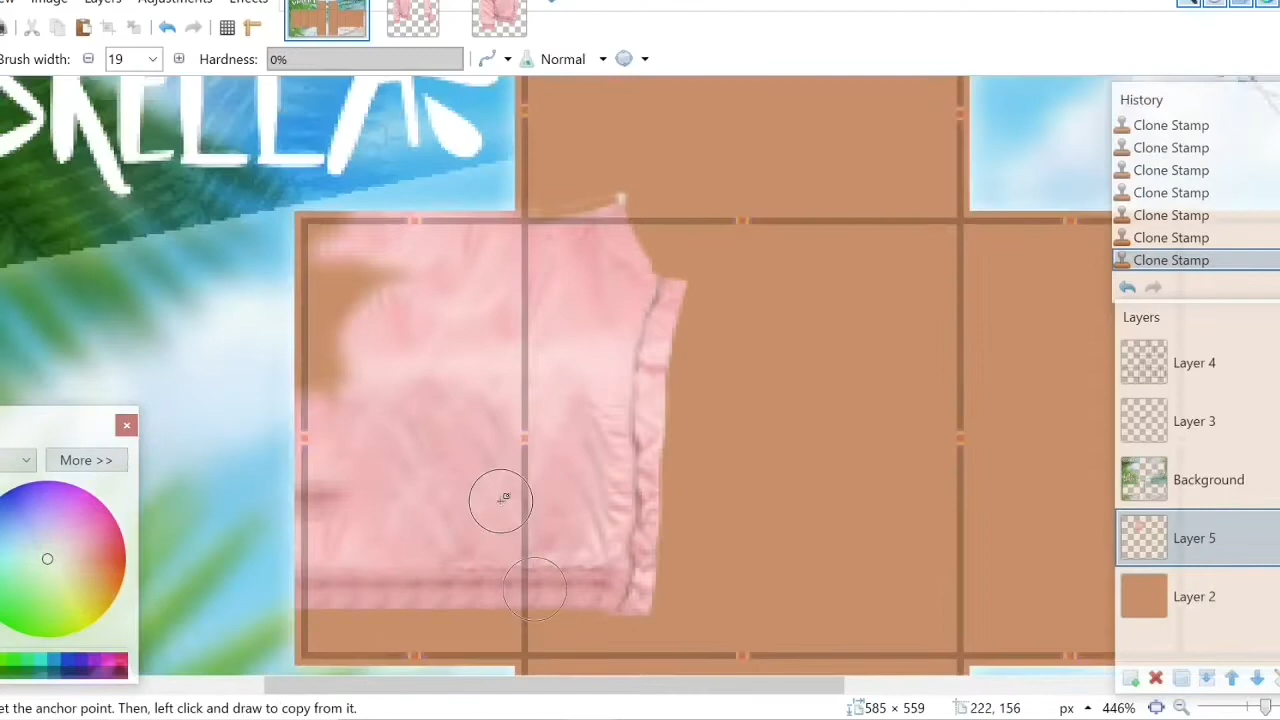 Image Layers Adjustments Effects
Brush width: 19 Hardness: 0% Normal
SKELLA
History
Clone Stamp
Clone Stamp
Clone Stamp
Clone Stamp
Clone Stamp
Clone Stamp
Clone Stamp
Layers
Layer 4
Layer 3
Background
Layer 5
Layer 2
More >>
et the anchor point. Then, left click and draw to copy from it.
585 × 559
222, 156
px
446%